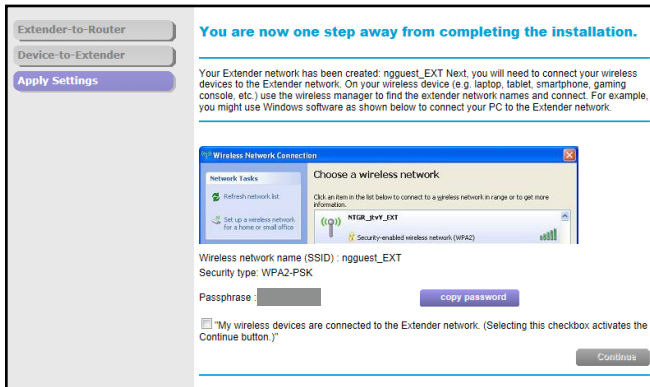 Extender-to-Router
Device-to-Extender
Apply Settings
You are now one step away from completing the installation.
Your Extender network has been created: ngguest_EXT Next, you will need to connect your wireless
devices to the Extender network. On your wireless device (e.g. laptop, tablet, smartphone, gaming
console, etc.) use the wireless manager to find the extender network names and connect. For example,
you might use Windows software as shown below to connect your PC to the Extender network.
Wireless Network Connection
Network Tasks
Refresh network list
Set up a wireless network
for a home or small office
Choose a wireless network
Click an item in the list below to connect to a wireless network in range or to get more
information.
NTGR_jtvY_EXT
Security-enabled wireless network (WPA2)
Wireless network name (SSID) : ngguest_EXT
Security type: WPA2-PSK
Passphrase :
copy password
"My wireless devices are connected to the Extender network. (Selecting this checkbox activates the
Continue button.)"
Continue